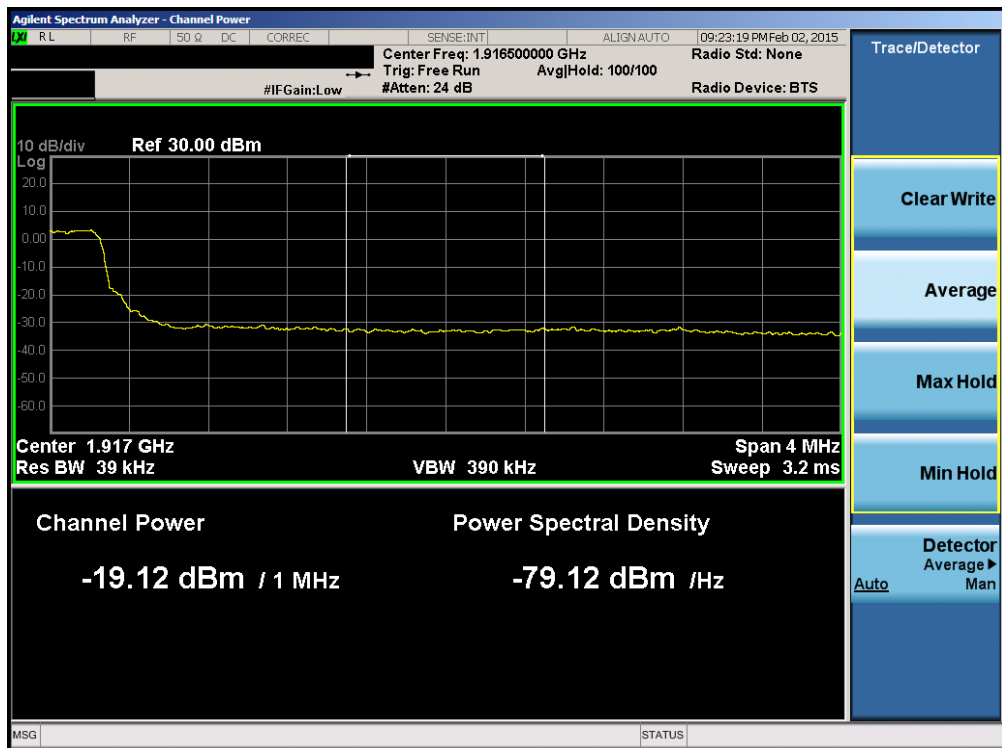 Agilent Spectrum Analyzer - Channel Power
LXI RL RF 50 Ω DC CORREC SENSE:INT ALIGN AUTO 09:23:19 PM Feb 02, 2015
Center Freq: 1.916500000 GHz Radio Std: None
Trig: Free Run Avg|Hold: 100/100
#IFGain:Low #Atten: 24 dB Radio Device: BTS
Trace/Detector
10 dB/div Ref 30.00 dBm
Log
20.0
10.0
0.00
-10.0
-20.0
-30.0
-40.0
-50.0
-60.0
Center 1.917 GHz Span 4 MHz
Res BW 39 kHz VBW 390 kHz Sweep 3.2 ms
Channel Power Power Spectral Density
-19.12 dBm / 1 MHz -79.12 dBm /Hz
Clear Write
Average
Max Hold
Min Hold
Detector
Average▶
Auto Man
MSG STATUS